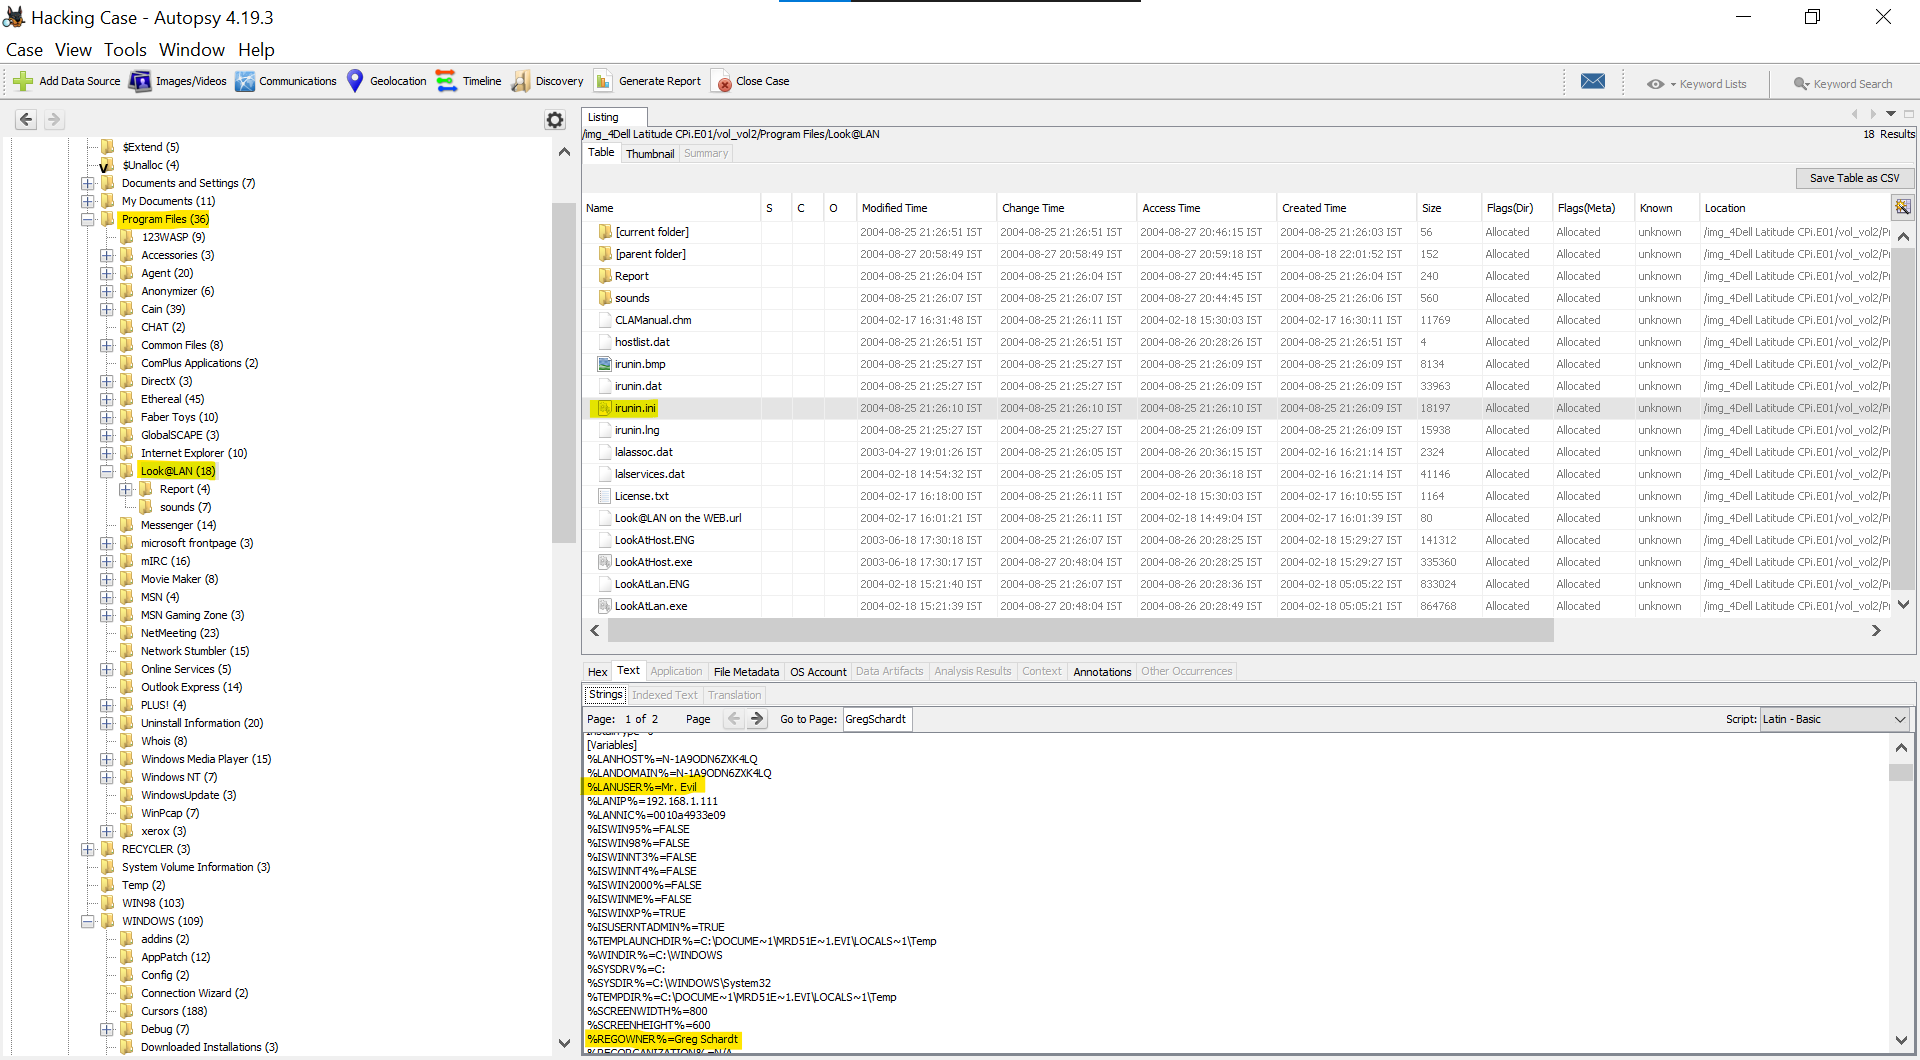 Hacking Case - Autopsy 4.19.3
Case View Tools Window Help
Add Data Source Images/Videos Communications Geolocation Timeline Discovery Generate Report Close Case Keyword Lists Keyword Search
$Extend (5)
$Unalloc (4)
Documents and Settings (7)
My Documents (11)
Program Files (36)
123WASP (9)
Accessories (3)
Agent (20)
Anonymizer (6)
Cain (39)
CHAT (2)
Common Files (8)
ComPlus Applications (2)
DirectX (3)
Ethereal (45)
Faber Toys (10)
GlobalSCAPE (3)
Internet Explorer (10)
Look@LAN (18)
Report (4)
sounds (7)
Messenger (14)
microsoft frontpage (3)
mIRC (16)
Movie Maker (8)
MSN (4)
MSN Gaming Zone (3)
NetMeeting (23)
Network Stumbler (15)
Online Services (5)
Outlook Express (14)
PLUS! (4)
Uninstall Information (20)
Whois (8)
Windows Media Player (15)
Windows NT (7)
WindowsUpdate (3)
WinPcap (7)
xerox (3)
RECYCLER (3)
System Volume Information (3)
Temp (2)
WIN98 (103)
WINDOWS (109)
addins (2)
AppPatch (12)
Config (2)
Connection Wizard (2)
Cursors (188)
Debug (7)
Downloaded Installations (3)
Listing
/img_4Dell Latitude CPi.E01/vol_vol2/Program Files/Look@LAN 18 Results
Table Thumbnail Summary
Save Table as CSV
Name S C O Modified Time Change Time Access Time Created Time Size Flags(Dir) Flags(Meta) Known Location
[current folder] 2004-08-25 21:26:51 IST 2004-08-25 21:26:51 IST 2004-08-27 20:46:15 IST 2004-08-25 21:26:03 IST 56 Allocated Allocated unknown /img_4Dell Latitude CPi.E01/vol_vol2/Pr
[parent folder] 2004-08-27 20:58:49 IST 2004-08-27 20:58:49 IST 2004-08-27 20:59:18 IST 2004-08-18 22:01:52 IST 152 Allocated Allocated unknown /img_4Dell Latitude CPi.E01/vol_vol2/Pr
Report 2004-08-25 21:26:04 IST 2004-08-25 21:26:04 IST 2004-08-27 20:44:45 IST 2004-08-25 21:26:04 IST 240 Allocated Allocated unknown /img_4Dell Latitude CPi.E01/vol_vol2/Pr
sounds 2004-08-25 21:26:07 IST 2004-08-25 21:26:07 IST 2004-08-27 20:44:45 IST 2004-08-25 21:26:06 IST 560 Allocated Allocated unknown /img_4Dell Latitude CPi.E01/vol_vol2/Pr
CLAManual.chm 2004-02-17 16:31:48 IST 2004-08-25 21:26:11 IST 2004-02-18 15:30:03 IST 2004-02-17 16:30:11 IST 11769 Allocated Allocated unknown /img_4Dell Latitude CPi.E01/vol_vol2/Pr
hostlist.dat 2004-08-25 21:26:51 IST 2004-08-25 21:26:51 IST 2004-08-26 20:28:26 IST 2004-08-25 21:26:51 IST 4 Allocated Allocated unknown /img_4Dell Latitude CPi.E01/vol_vol2/Pr
irunin.bmp 2004-08-25 21:25:27 IST 2004-08-25 21:25:27 IST 2004-08-25 21:26:09 IST 2004-08-25 21:26:09 IST 8134 Allocated Allocated unknown /img_4Dell Latitude CPi.E01/vol_vol2/Pr
irunin.dat 2004-08-25 21:25:27 IST 2004-08-25 21:25:27 IST 2004-08-25 21:26:09 IST 2004-08-25 21:26:09 IST 33963 Allocated Allocated unknown /img_4Dell Latitude CPi.E01/vol_vol2/Pr
irunin.ini 2004-08-25 21:26:10 IST 2004-08-25 21:26:10 IST 2004-08-25 21:26:10 IST 2004-08-25 21:26:09 IST 18197 Allocated Allocated unknown /img_4Dell Latitude CPi.E01/vol_vol2/Pr
irunin.lng 2004-08-25 21:25:27 IST 2004-08-25 21:25:27 IST 2004-08-25 21:26:09 IST 2004-08-25 21:26:09 IST 15938 Allocated Allocated unknown /img_4Dell Latitude CPi.E01/vol_vol2/Pr
lalassoc.dat 2003-04-27 19:01:26 IST 2004-08-25 21:26:05 IST 2004-08-26 20:36:10 IST 2004-02-16 16:21:14 IST 2324 Allocated Allocated unknown /img_4Dell Latitude CPi.E01/vol_vol2/Pr
lalservices.dat 2004-02-18 14:54:32 IST 2004-08-25 21:26:05 IST 2004-08-26 20:36:18 IST 2004-02-16 16:21:14 IST 41146 Allocated Allocated unknown /img_4Dell Latitude CPi.E01/vol_vol2/Pr
License.txt 2004-02-17 16:18:00 IST 2004-08-25 21:26:11 IST 2004-02-18 15:30:03 IST 2004-02-17 16:10:55 IST 1164 Allocated Allocated unknown /img_4Dell Latitude CPi.E01/vol_vol2/Pr
Look@LAN on the WEB.url 2004-02-17 16:01:21 IST 2004-08-25 21:26:11 IST 2004-02-18 14:49:04 IST 2004-02-17 16:01:39 IST 80 Allocated Allocated unknown /img_4Dell Latitude CPi.E01/vol_vol2/Pr
LookAtHost.ENG 2003-06-18 17:30:18 IST 2004-08-25 21:26:07 IST 2004-08-26 20:28:25 IST 2004-02-18 15:29:27 IST 141312 Allocated Allocated unknown /img_4Dell Latitude CPi.E01/vol_vol2/Pr
LookAtHost.exe 2003-06-18 17:30:17 IST 2004-08-27 20:48:04 IST 2004-08-26 20:28:25 IST 2004-02-18 15:29:27 IST 335360 Allocated Allocated unknown /img_4Dell Latitude CPi.E01/vol_vol2/Pr
LookAtLan.ENG 2004-02-18 15:21:40 IST 2004-08-25 21:26:07 IST 2004-08-26 20:28:36 IST 2004-02-18 05:05:22 IST 833024 Allocated Allocated unknown /img_4Dell Latitude CPi.E01/vol_vol2/Pr
LookAtLan.exe 2004-02-18 15:21:39 IST 2004-08-27 20:48:04 IST 2004-08-26 20:28:49 IST 2004-02-18 05:05:21 IST 864768 Allocated Allocated unknown /img_4Dell Latitude CPi.E01/vol_vol2/Pr
Hex Text Application File Metadata OS Account Data Artifacts Analysis Results Context Annotations Other Occurrences
Strings Indexed Text Translation
Page: 1 of 2 Page Go to Page: GregSchardt Script: Latin - Basic
[Variables]
%LANHOST%=N-1A9ODN6ZXK4LQ
%LANDOMAIN%=N-1A9ODN6ZXK4LQ
%LANUSER%=Mr. Evil
%LANIP%=192.168.1.111
%LANNIC%=0010a4933e09
%ISWIN95%=FALSE
%ISWIN98%=FALSE
%ISWINNT3%=FALSE
%ISWINNT4%=FALSE
%ISWIN2000%=FALSE
%ISWINME%=FALSE
%ISWINXP%=TRUE
%ISUSERNTADMIN%=TRUE
%TEMPLAUNCHDIR%=C:\DOCUME~1\MRD51E~1.EVI\LOCALS~1\Temp
%WINDIR%=C:\WINDOWS
%SYSDRV%=C:
%SYSDIR%=C:\WINDOWS\System32
%TEMPDIR%=C:\DOCUME~1\MRD51E~1.EVI\LOCALS~1\Temp
%SCREENWIDTH%=800
%SCREENHEIGHT%=600
%REGOWNER%=Greg Schardt
%REGORGANIZATION%=N/A